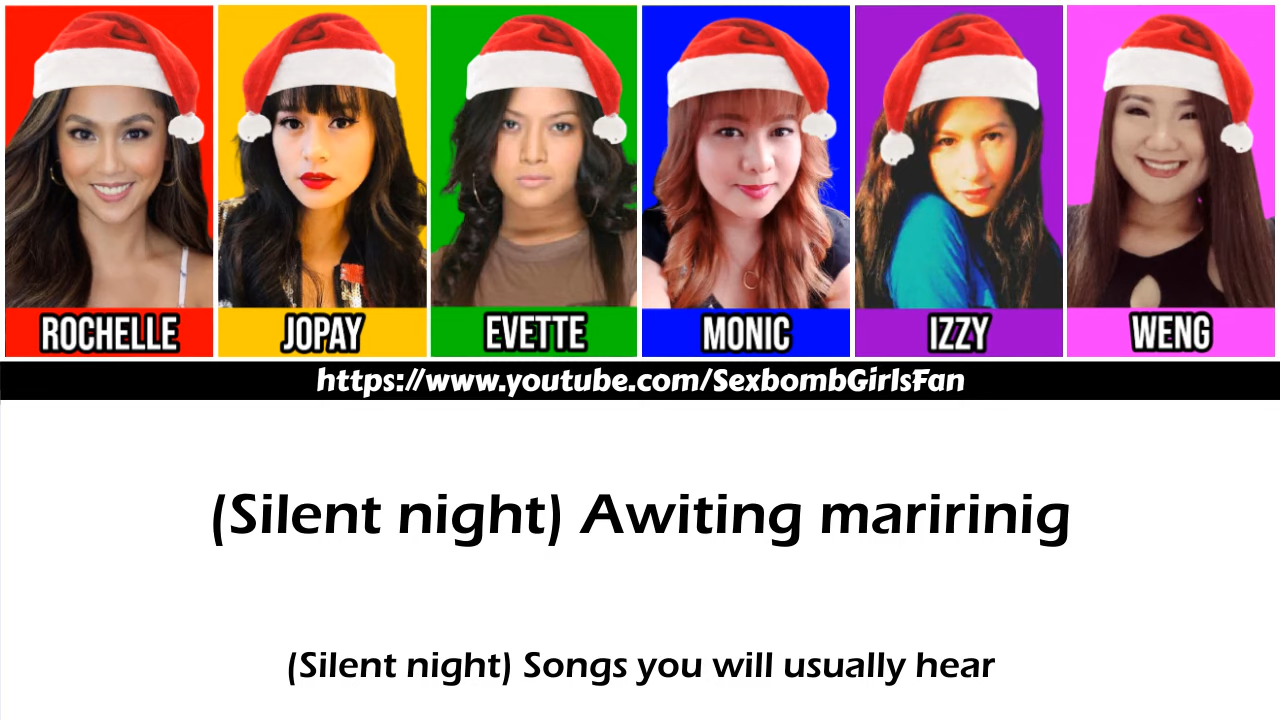 ROCHELLE JOPAY EVETTE MONIC IZZY WENG
https://www.youtube.com/SexbombGirlsFan
(Silent night) Awiting maririnig
(Silent night) Songs you will usually hear